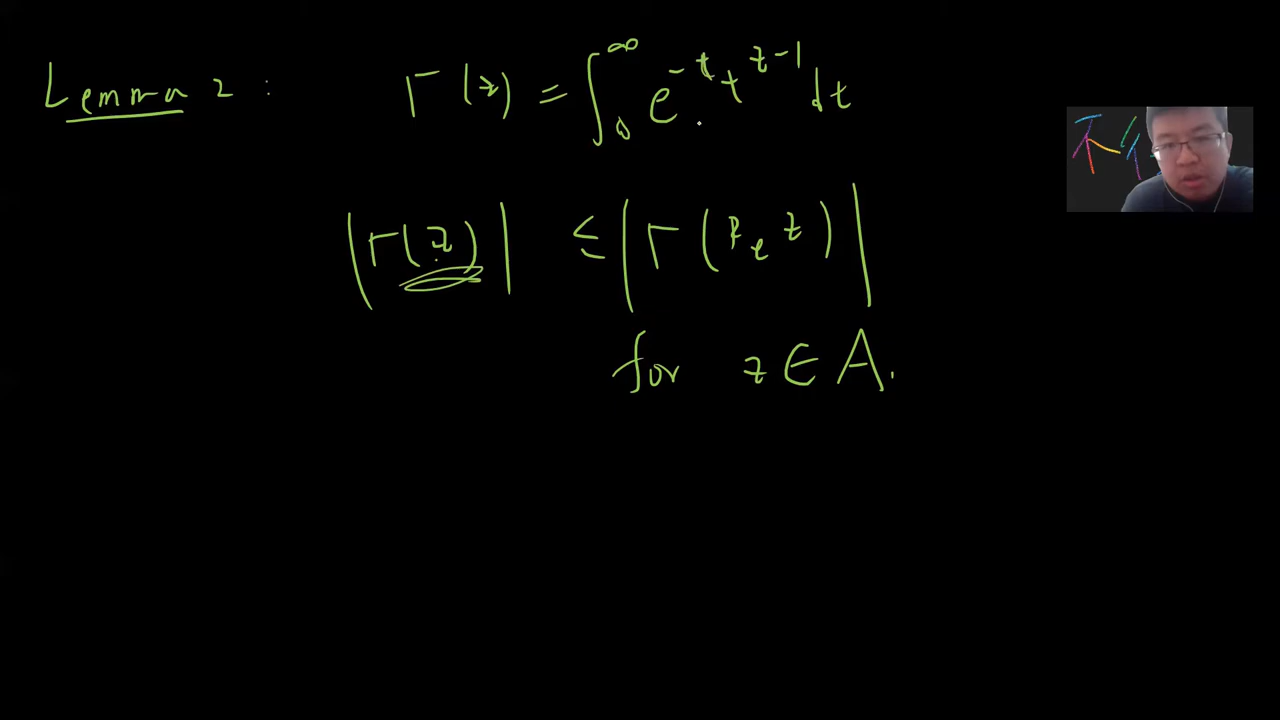 Lemma 2 : Γ(z) = ∫₀^∞ e^{-t} t^{z-1} dt
|Γ(z)| ≤ |Γ(Re z)|
for z ∈ A.